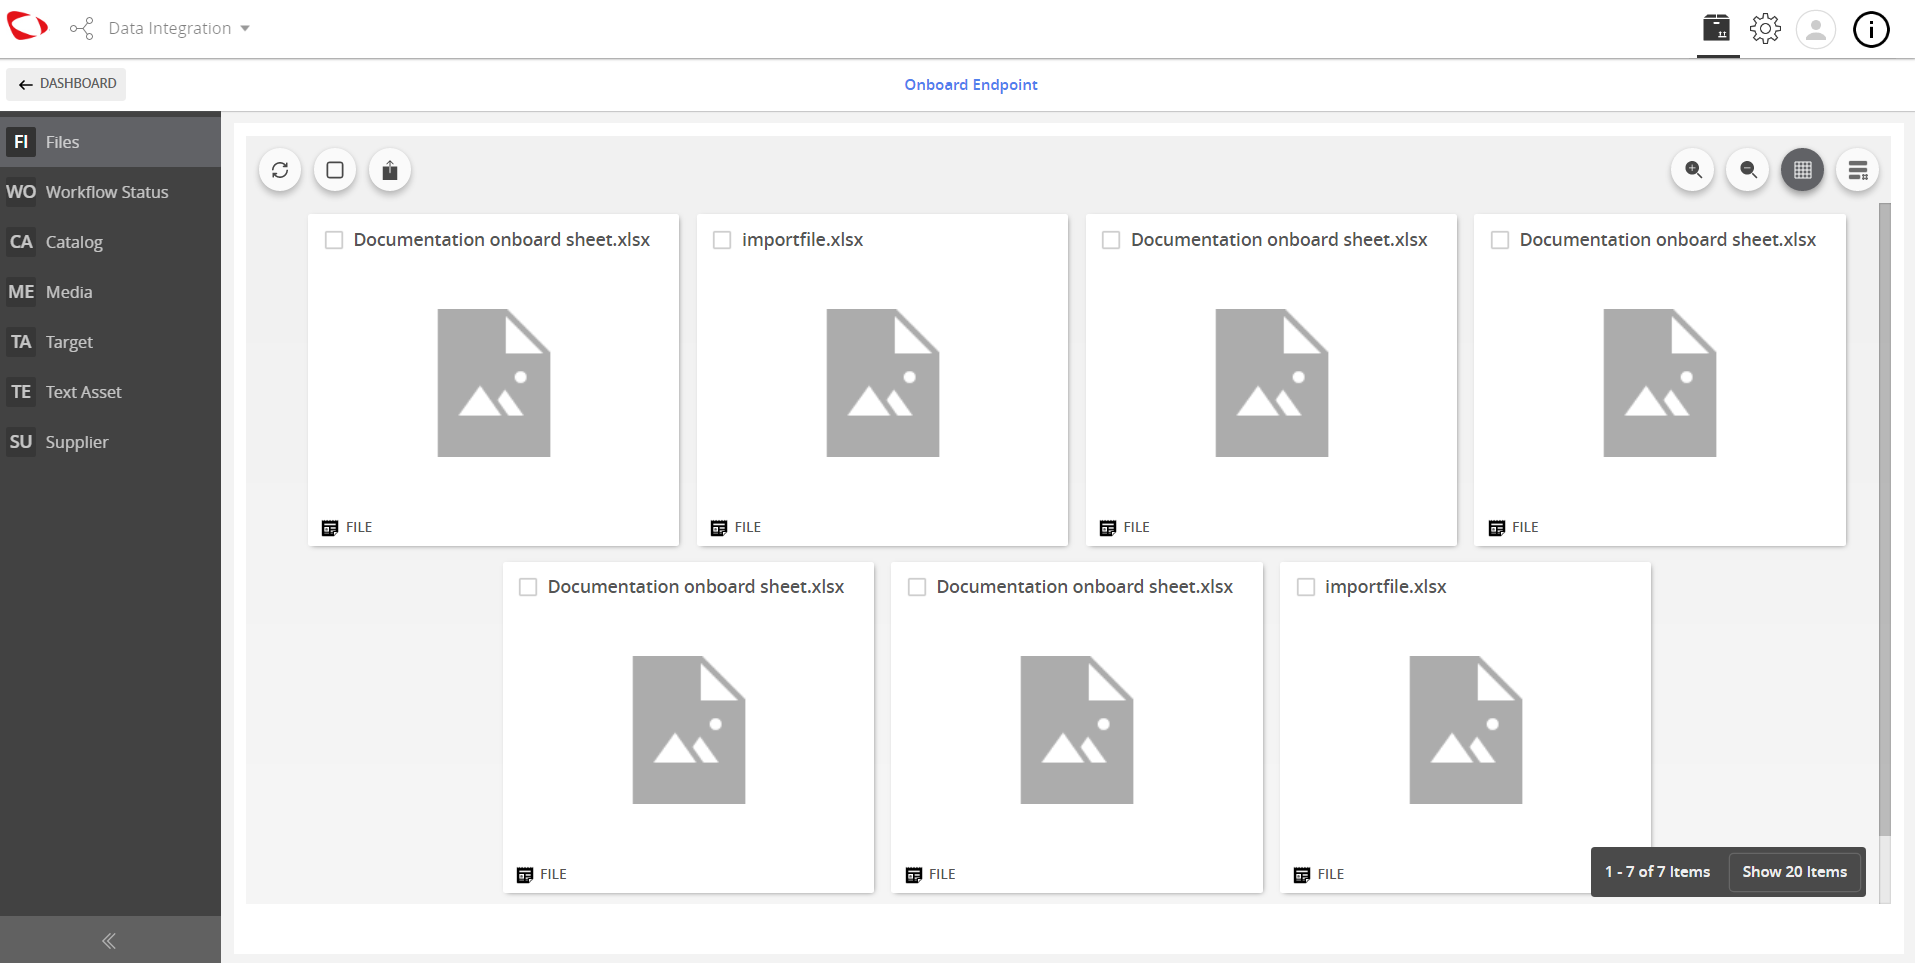 Data Integration
DASHBOARD
Onboard Endpoint
FI Files
WO Workflow Status
CA Catalog
ME Media
TA Target
TE Text Asset
SU Supplier
Documentation onboard sheet.xlsx
importfile.xlsx
Documentation onboard sheet.xlsx
Documentation onboard sheet.xlsx
FILE
FILE
FILE
FILE
Documentation onboard sheet.xlsx
Documentation onboard sheet.xlsx
importfile.xlsx
FILE
FILE
FILE
1 - 7 of 7 Items
Show 20 Items